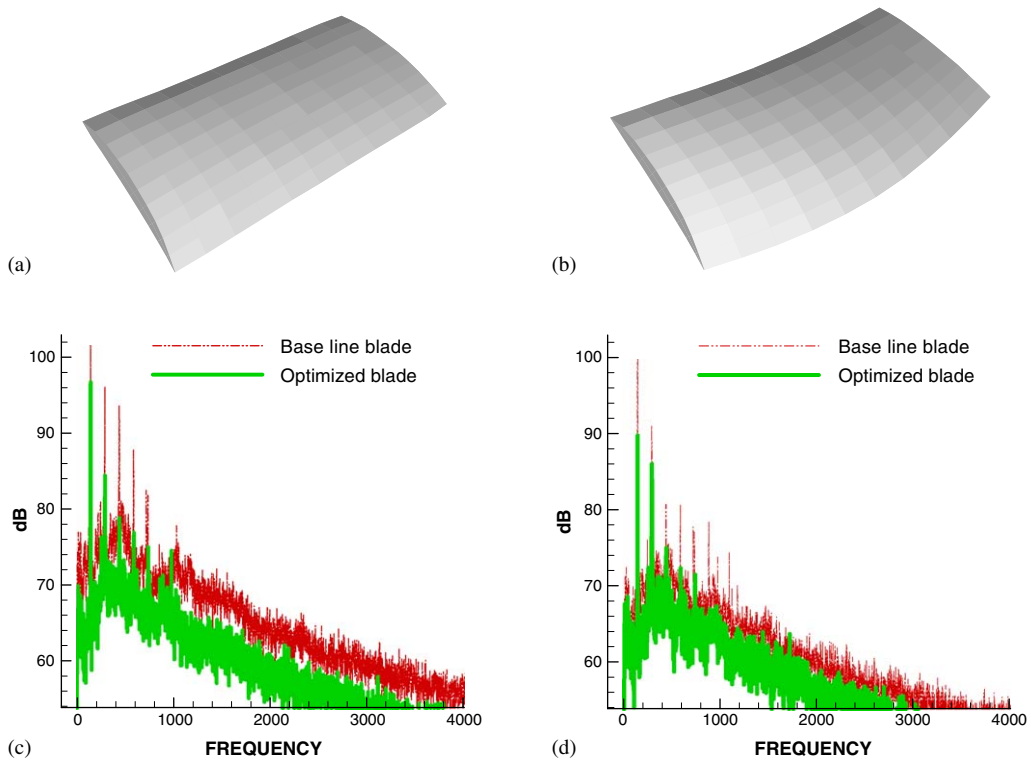 (a)
(b)
Base line blade
Optimized blade
100
90
80
70
60
dB
0
1000
2000
3000
4000
FREQUENCY
(c)
Base line blade
Optimized blade
100
90
80
70
60
dB
0
1000
2000
3000
4000
FREQUENCY
(d)